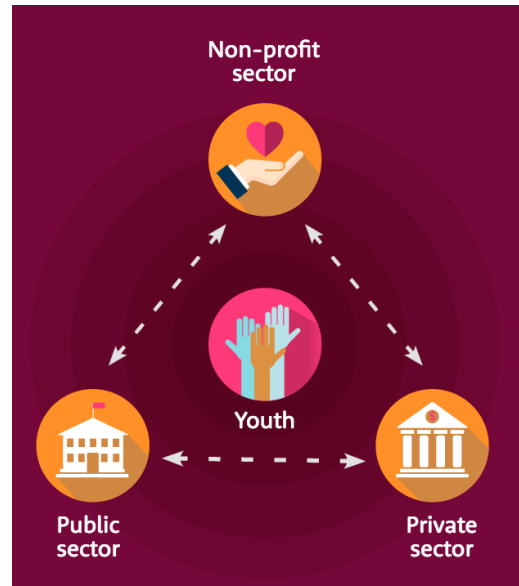 Non-profit
sector
Youth
Public
sector
Private
sector